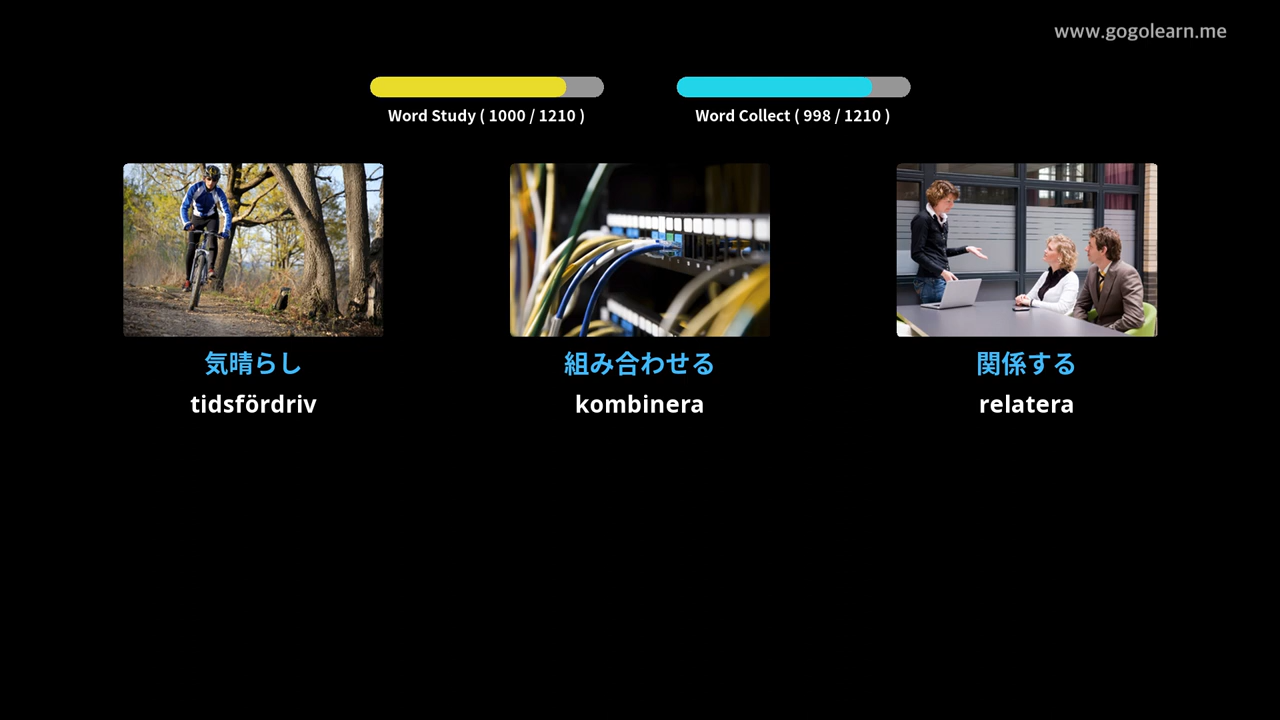 www.gogolearn.me
Word Study ( 1000 / 1210 )
Word Collect ( 998 / 1210 )
気晴らし
tidsfördriv
組み合わせる
kombinera
関係する
relatera